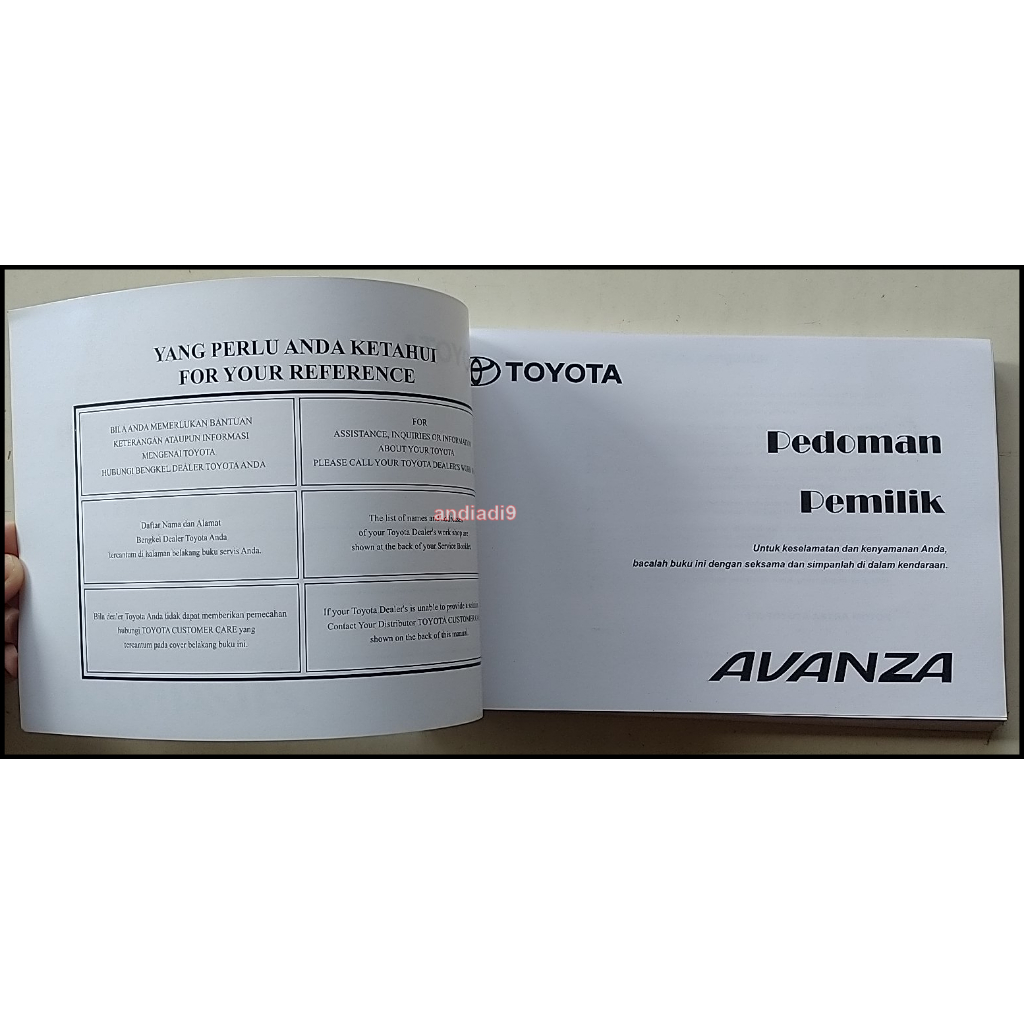 YANG PERLU ANDA KETAHUI
FOR YOUR REFERENCE
BILA ANDA MEMERLUKAN BANTUAN
KETERANGAN ATAUPUN INFORMASI
MENGENAI TOYOTA
HUBUNGI BENGKEL DEALER TOYOTA ANDA
FOR
ASSISTANCE, INQUIRIES OR INFORMATION
ABOUT YOUR TOYOTA
PLEASE CALL YOUR TOYOTA DEALER'S
Daftar Nama dan Alamat
Bengkel Dealer Toyota Anda
tercantum di halaman belakang buku servis Anda.
The list of names and
of your Toyota Dealer's workshop are
shown at the back of your Service Booklet
Bila dealer Toyota Anda tidak dapat memberikan pemecahan
hubungi TOYOTA CUSTOMER CARE yang
tercantum pada cover belakang buku ini.
If your Toyota Dealer's is unable to provide a
Contact Your Distributor TOYOTA CUSTOMER
shown on the back of this manual.
andiadi9
TOYOTA
Pedoman
Pemilik
Untuk keselamatan dan kenyamanan Anda,
bacalah buku ini dengan seksama dan simpanlah di dalam kendaraan.
AVANZA